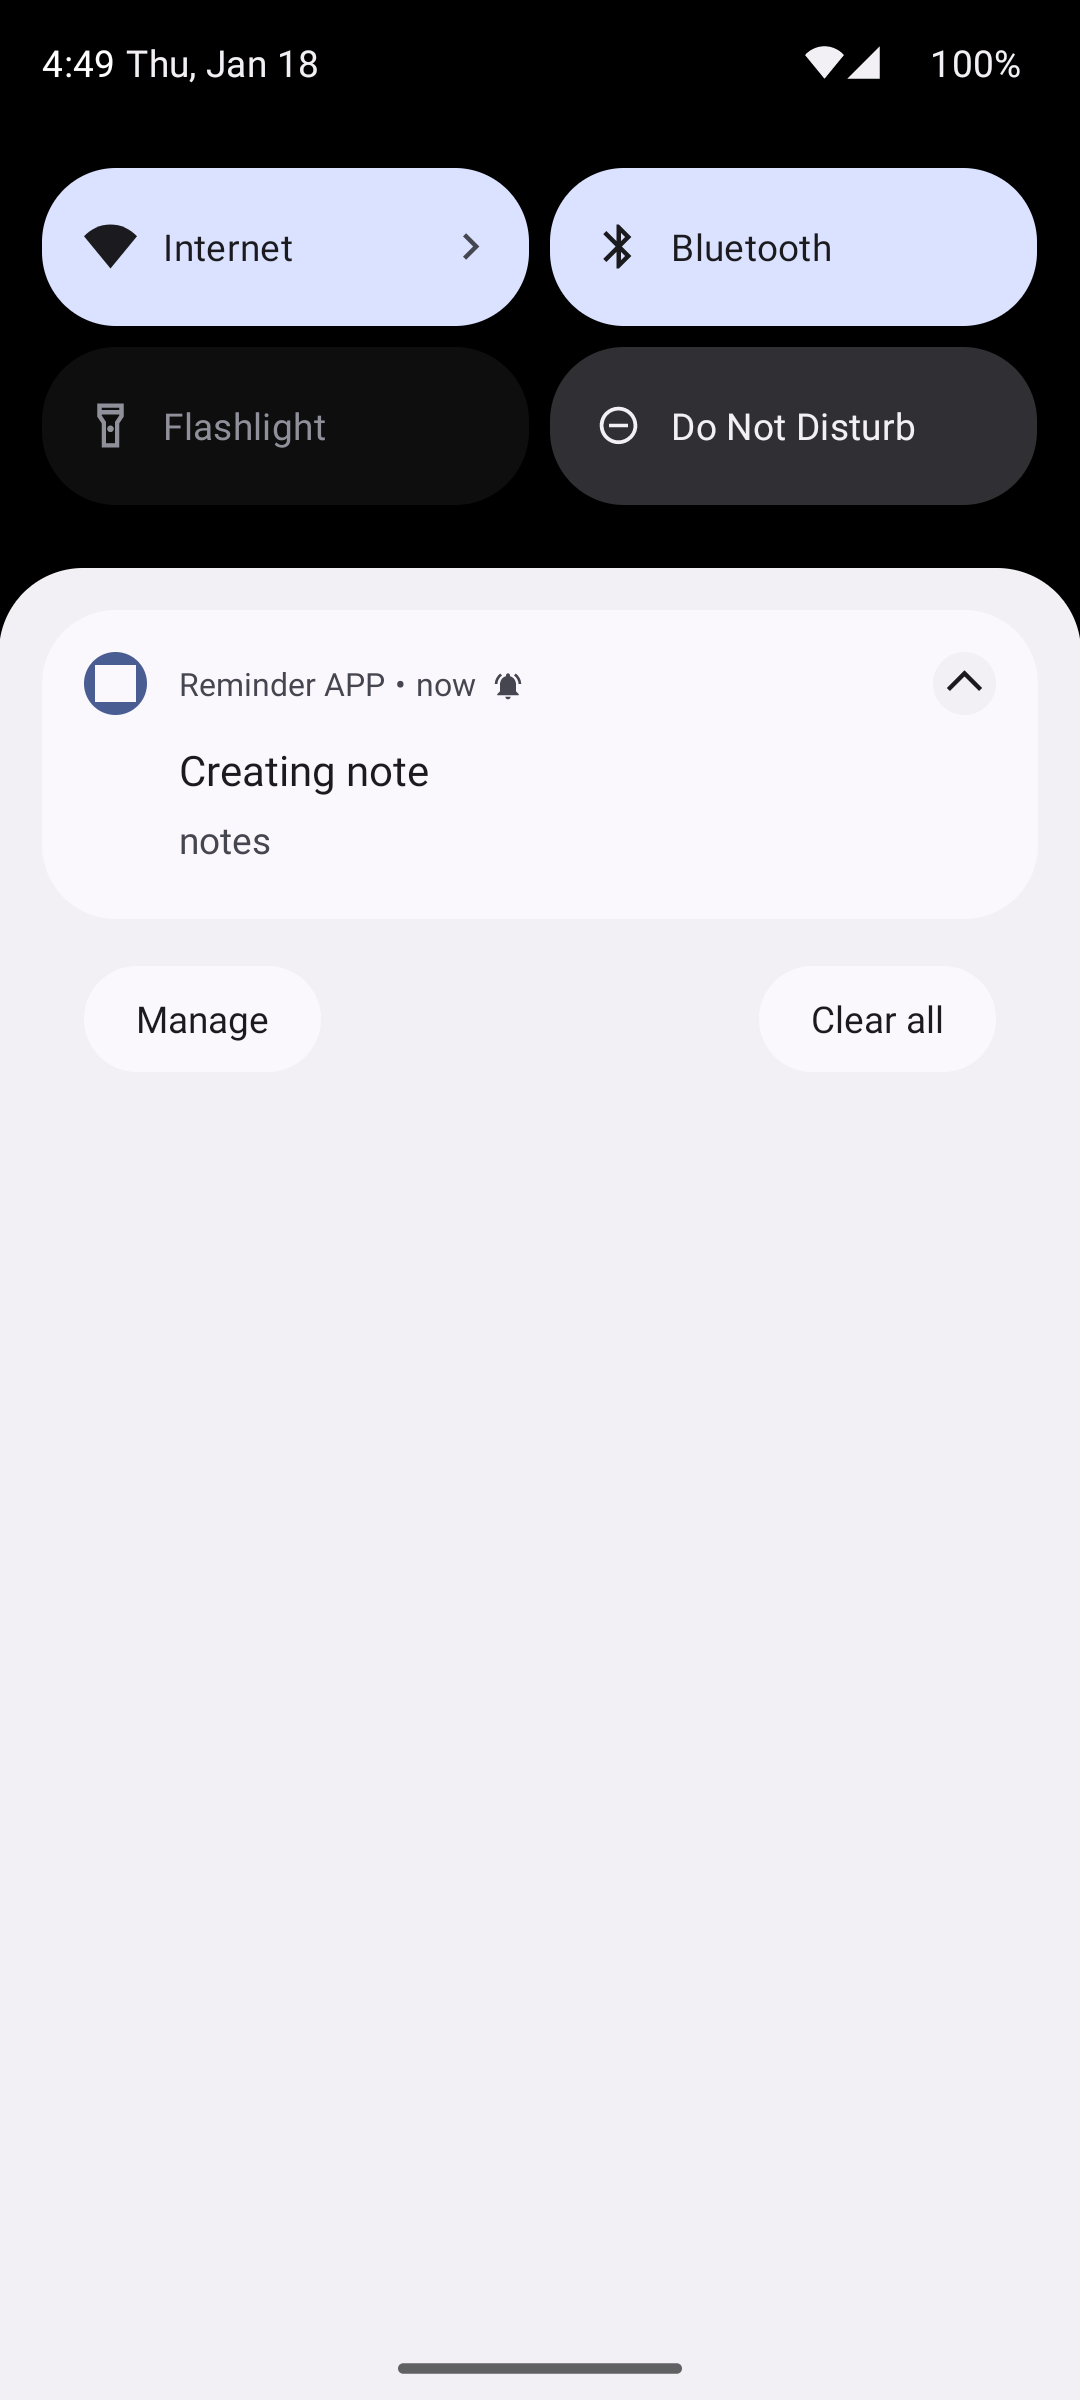 4:49 Thu, Jan 18
100%
Internet
Bluetooth
Flashlight
Do Not Disturb
Reminder APP • now
Creating note
notes
Manage
Clear all